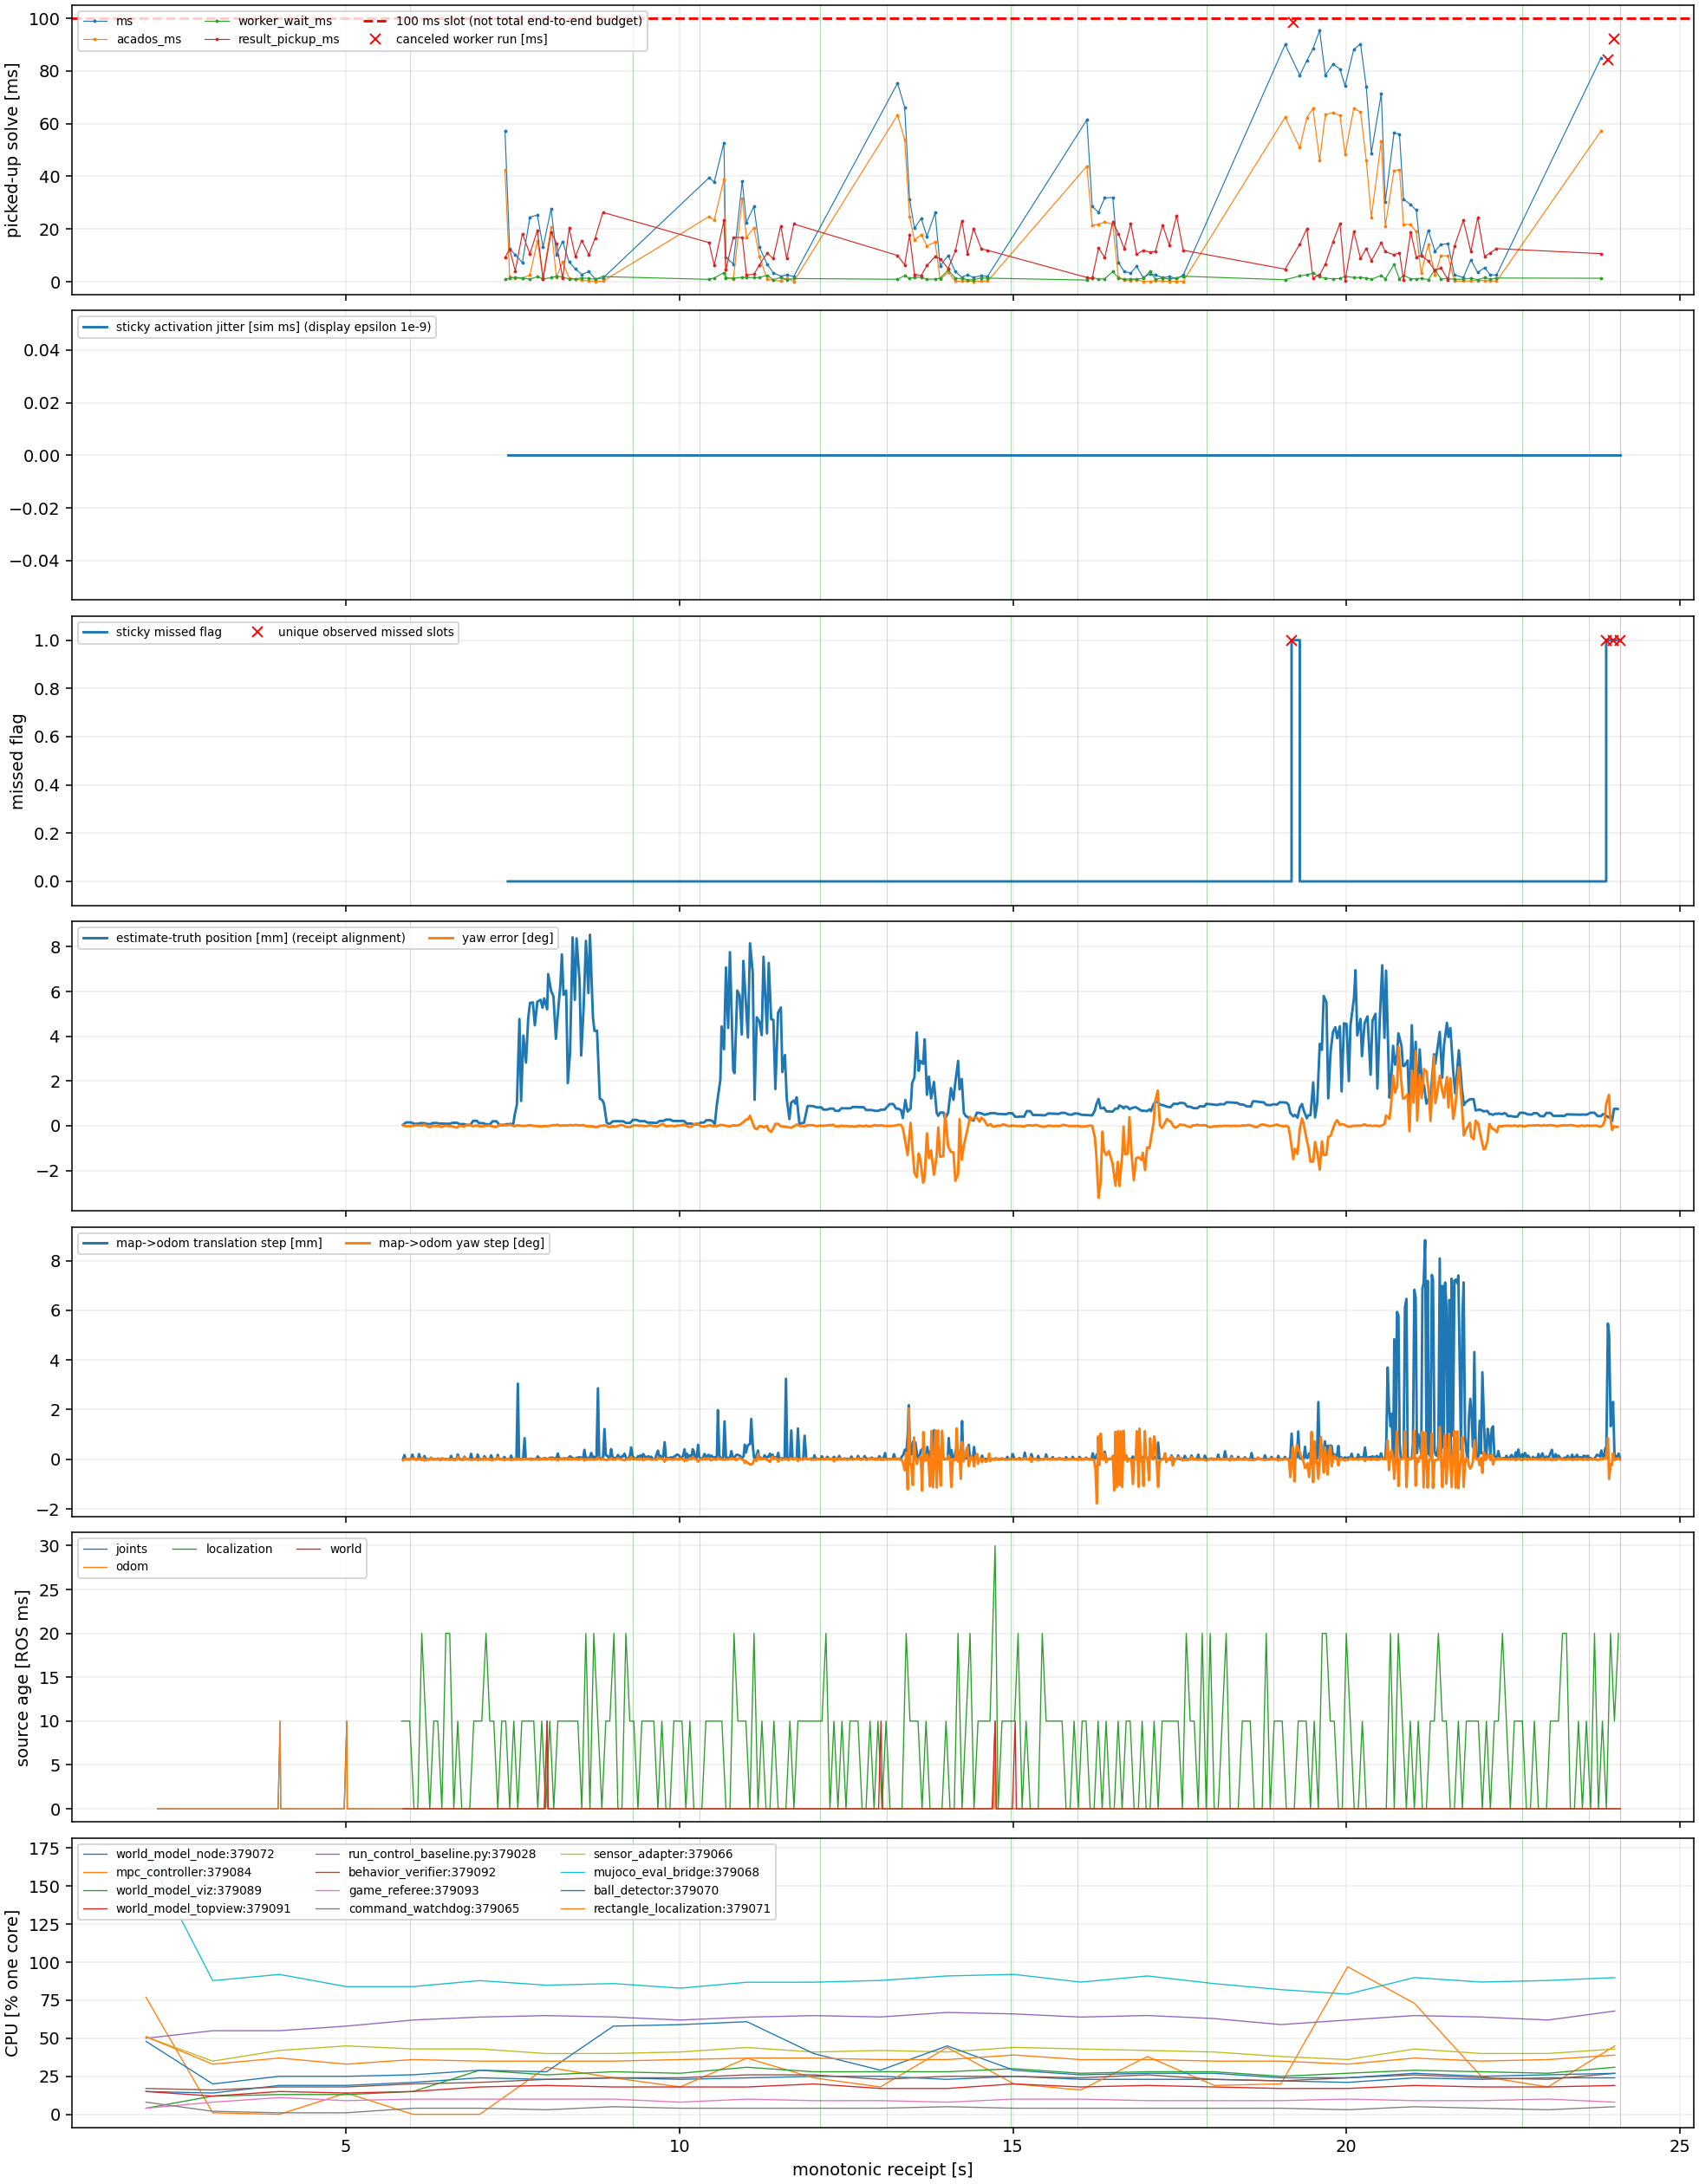 100
80
60
40
20
0
picked-up solve [ms]
ms
acados_ms
worker_wait_ms
result_pickup_ms
100 ms slot (not total end-to-end budget)
canceled worker run [ms]
0.04
0.02
0.00
−0.02
−0.04
sticky activation jitter [sim ms] (display epsilon 1e-9)
1.0
0.8
0.6
0.4
0.2
0.0
missed flag
sticky missed flag
unique observed missed slots
8
6
4
2
0
−2
estimate-truth position [mm] (receipt alignment)
yaw error [deg]
8
6
4
2
0
−2
map->odom translation step [mm]
map->odom yaw step [deg]
30
25
20
15
10
5
0
source age [ROS ms]
joints
odom
localization
world
175
150
125
100
75
50
25
0
CPU [% one core]
world_model_node:379072
mpc_controller:379084
world_model_viz:379089
world_model_topview:379091
run_control_baseline.py:379028
behavior_verifier:379092
game_referee:379093
command_watchdog:379065
sensor_adapter:379066
mujoco_eval_bridge:379068
ball_detector:379070
rectangle_localization:379071
5
10
15
20
25
monotonic receipt [s]